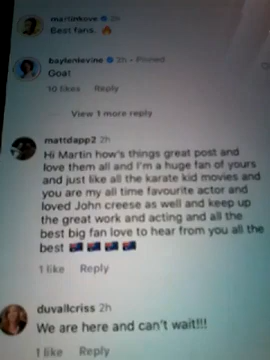 martinkove 2h
Best fans. 🔥
baylenlevine 2h · Pinned
Goat
10 likes Reply
View 1 more reply
mattdapp2 2h
Hi Martin how's things great post and
love them all and I'm a huge fan of yours
and just like all the karate kid movies and
you are my all time favourite actor and
loved John creese as well and keep up
the great work and acting and all the
best big fan love to hear from you all the
best 🇦🇺 🇦🇺 🇦🇺 🇦🇺
1 like Reply
duvallcriss 2h
We are here and can't wait!!!
1 like Reply